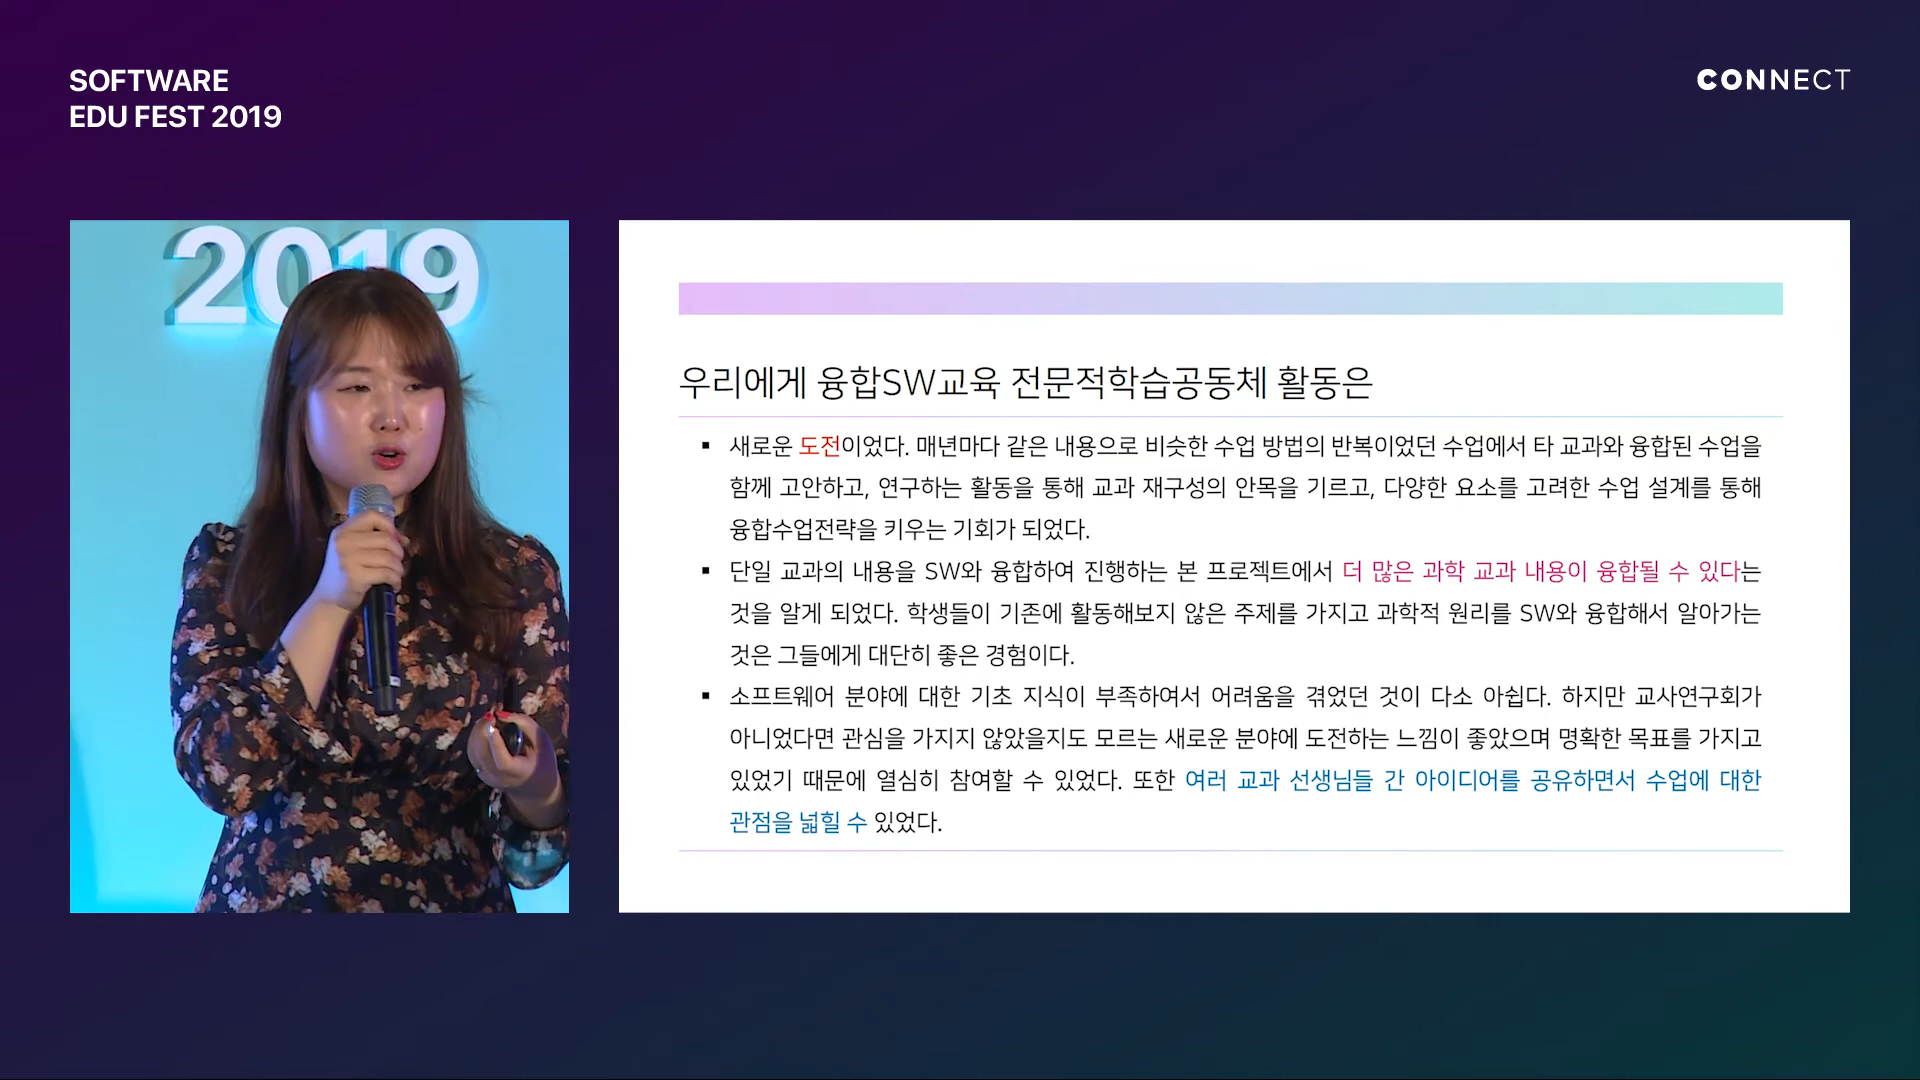 SOFTWARE
EDU FEST 2019
CONNECT
2019
우리에게 융합SW교육 전문적학습공동체 활동은
▪ 새로운 도전이었다. 매년마다 같은 내용으로 비슷한 수업 방법의 반복이었던 수업에서 타 교과와 융합된 수업을
함께 고안하고, 연구하는 활동을 통해 교과 재구성의 안목을 기르고, 다양한 요소를 고려한 수업 설계를 통해
융합수업전략을 키우는 기회가 되었다.
▪ 단일 교과의 내용을 SW와 융합하여 진행하는 본 프로젝트에서 더 많은 과학 교과 내용이 융합될 수 있다는
것을 알게 되었다. 학생들이 기존에 활동해보지 않은 주제를 가지고 과학적 원리를 SW와 융합해서 알아가는
것은 그들에게 대단히 좋은 경험이다.
▪ 소프트웨어 분야에 대한 기초 지식이 부족하여서 어려움을 겪었던 것이 다소 아쉽다. 하지만 교사연구회가
아니었다면 관심을 가지지 않았을지도 모르는 새로운 분야에 도전하는 느낌이 좋았으며 명확한 목표를 가지고
있었기 때문에 열심히 참여할 수 있었다. 또한 여러 교과 선생님들 간 아이디어를 공유하면서 수업에 대한
관점을 넓힐 수 있었다.